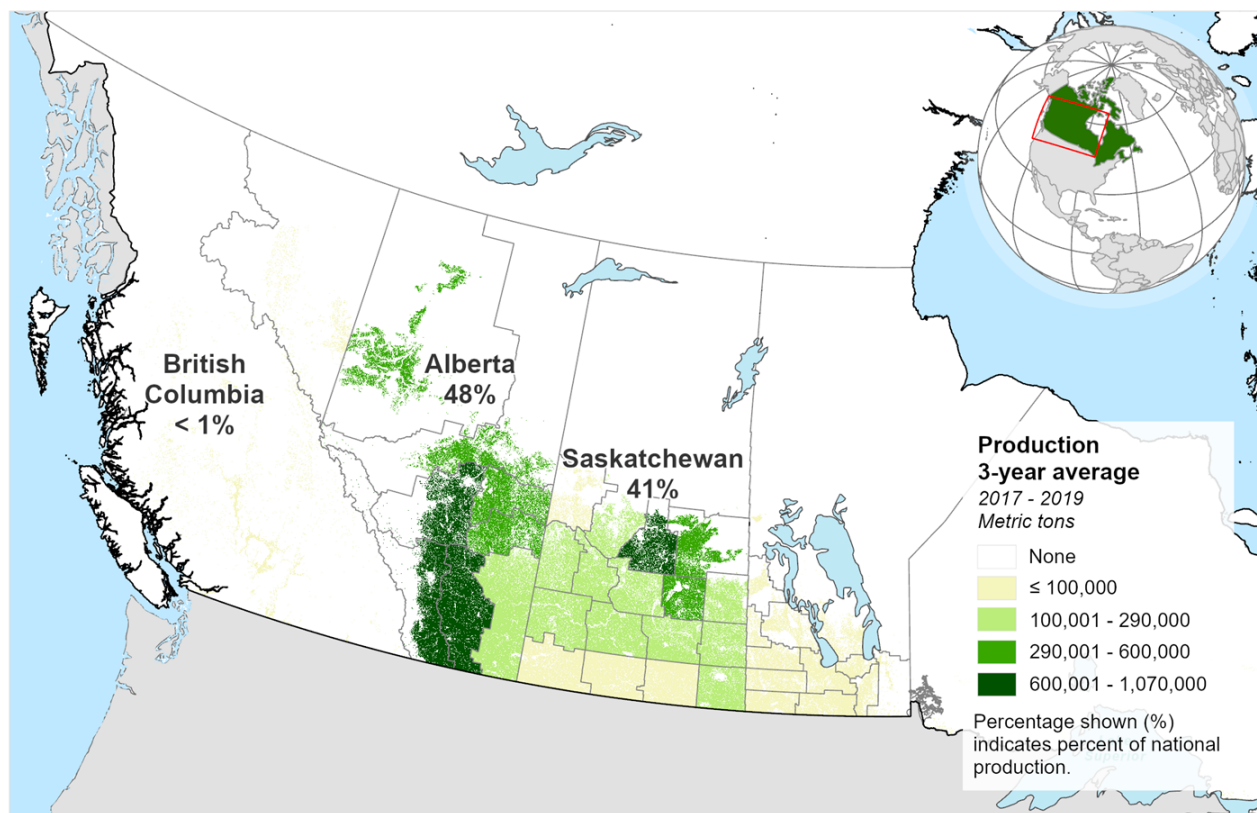 British
Columbia
< 1%
Alberta
48%
Saskatchewan
41%
Production
3-year average
2017 - 2019
Metric tons
None
≤ 100,000
100,001 - 290,000
290,001 - 600,000
600,001 - 1,070,000
Percentage shown (%)
indicates percent of national
production.
Superior